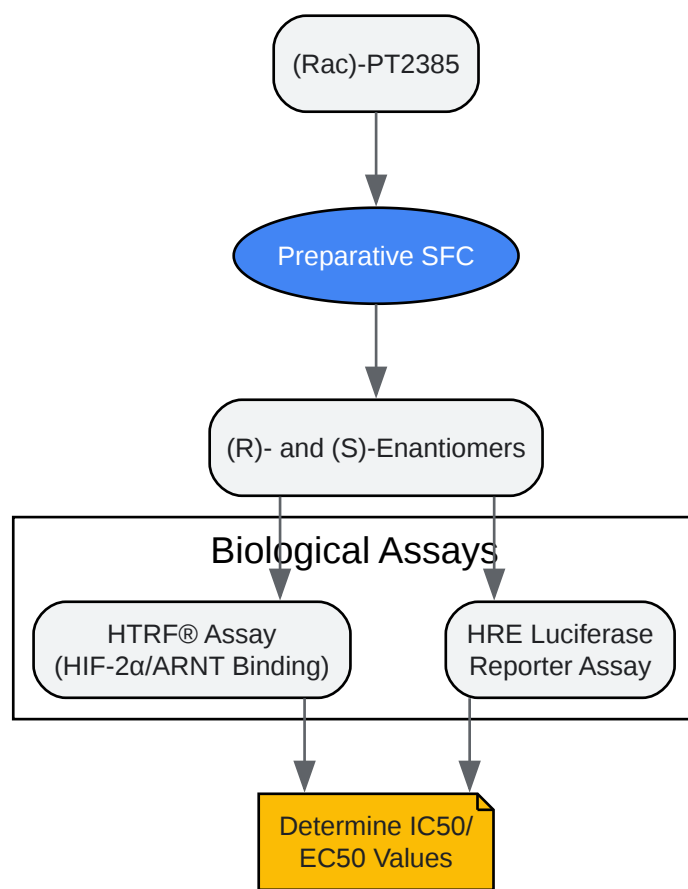 (Rac)-PT2385
Preparative SFC
(R)- and (S)-Enantiomers
Biological Assays
HTRF® Assay
(HIF-2α/ARNT Binding)
HRE Luciferase
Reporter Assay
Determine IC50/
EC50 Values